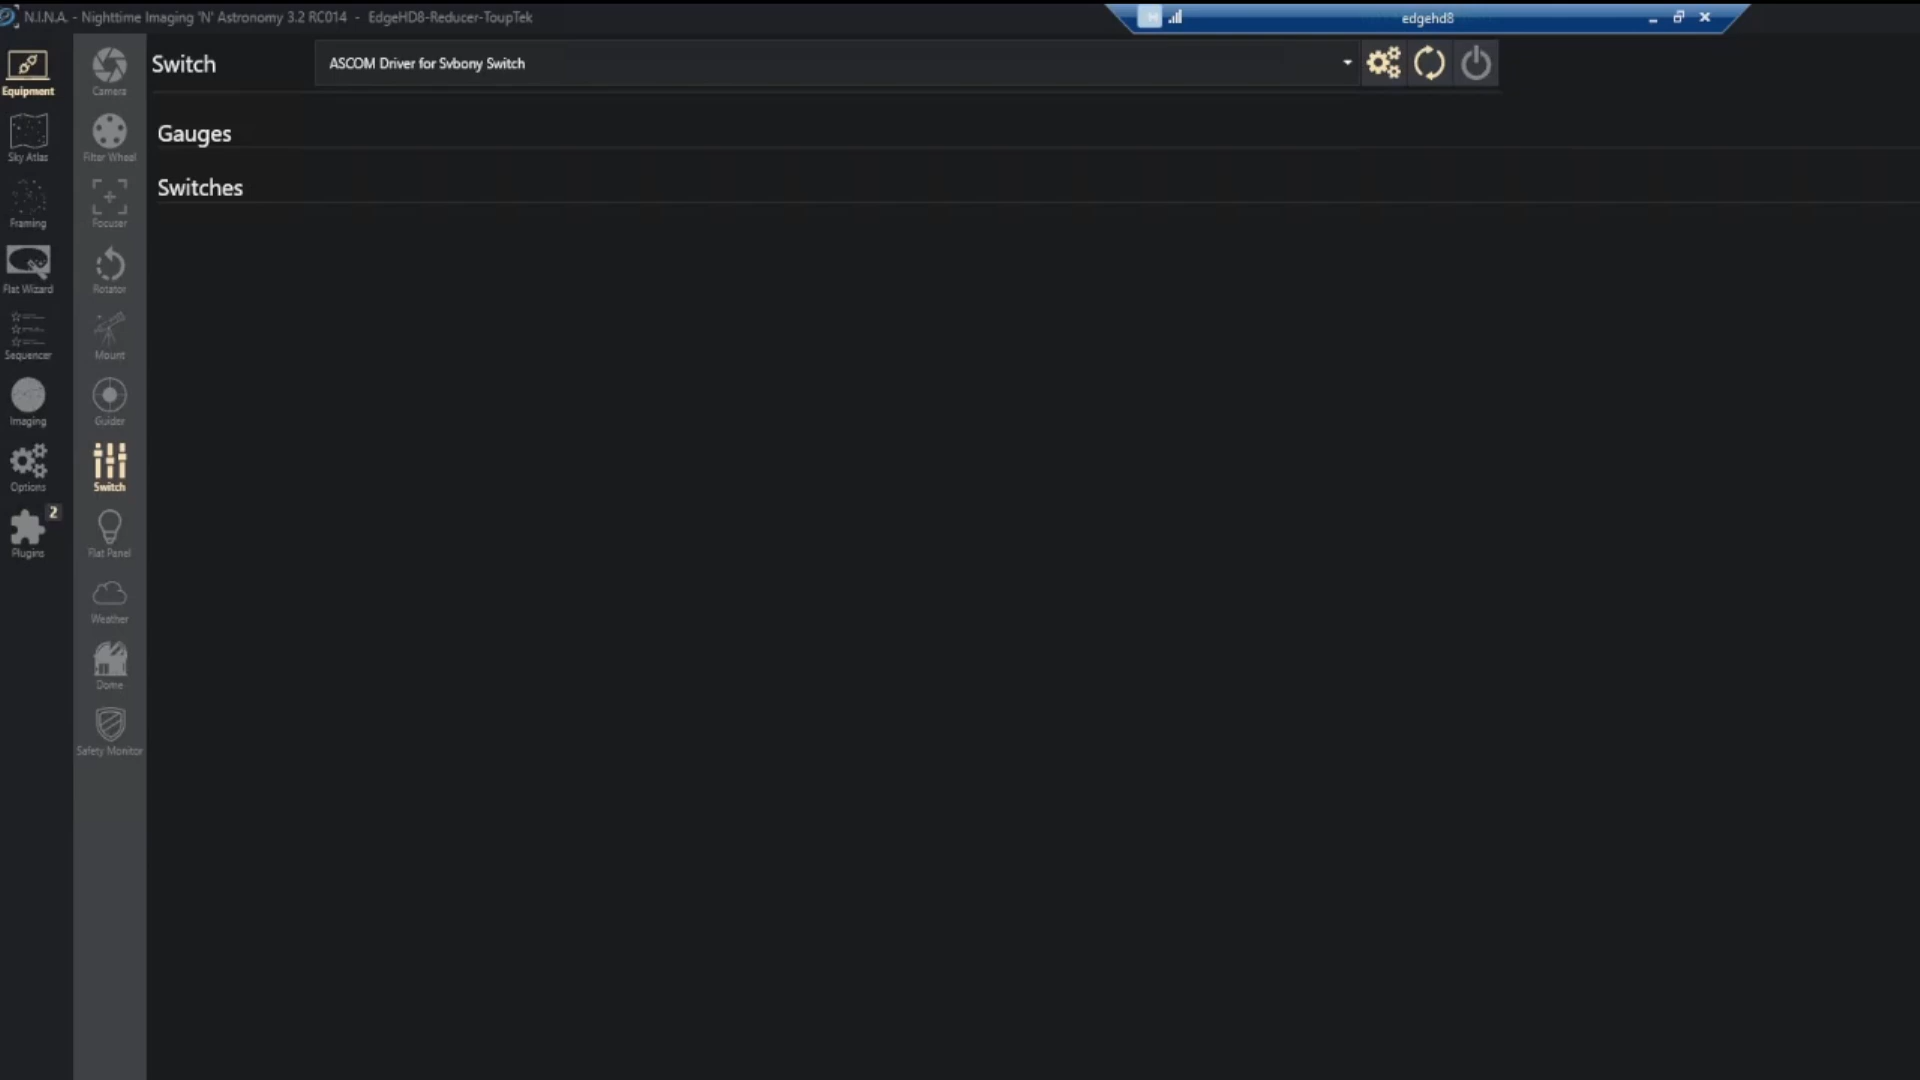 N.I.N.A. - Nighttime Imaging 'N' Astronomy 3.2 RC014 - EdgeHD8-Reducer-ToupTek
edgehd8
Equipment
Sky Atlas
Framing
Flat Wizard
Sequencer
Imaging
Options
2
Plugins
Camera
Filter Wheel
Focuser
Rotator
Mount
Guider
Switch
Flat Panel
Weather
Dome
Safety Monitor
Switch
ASCOM Driver for Svbony Switch
Gauges
Switches